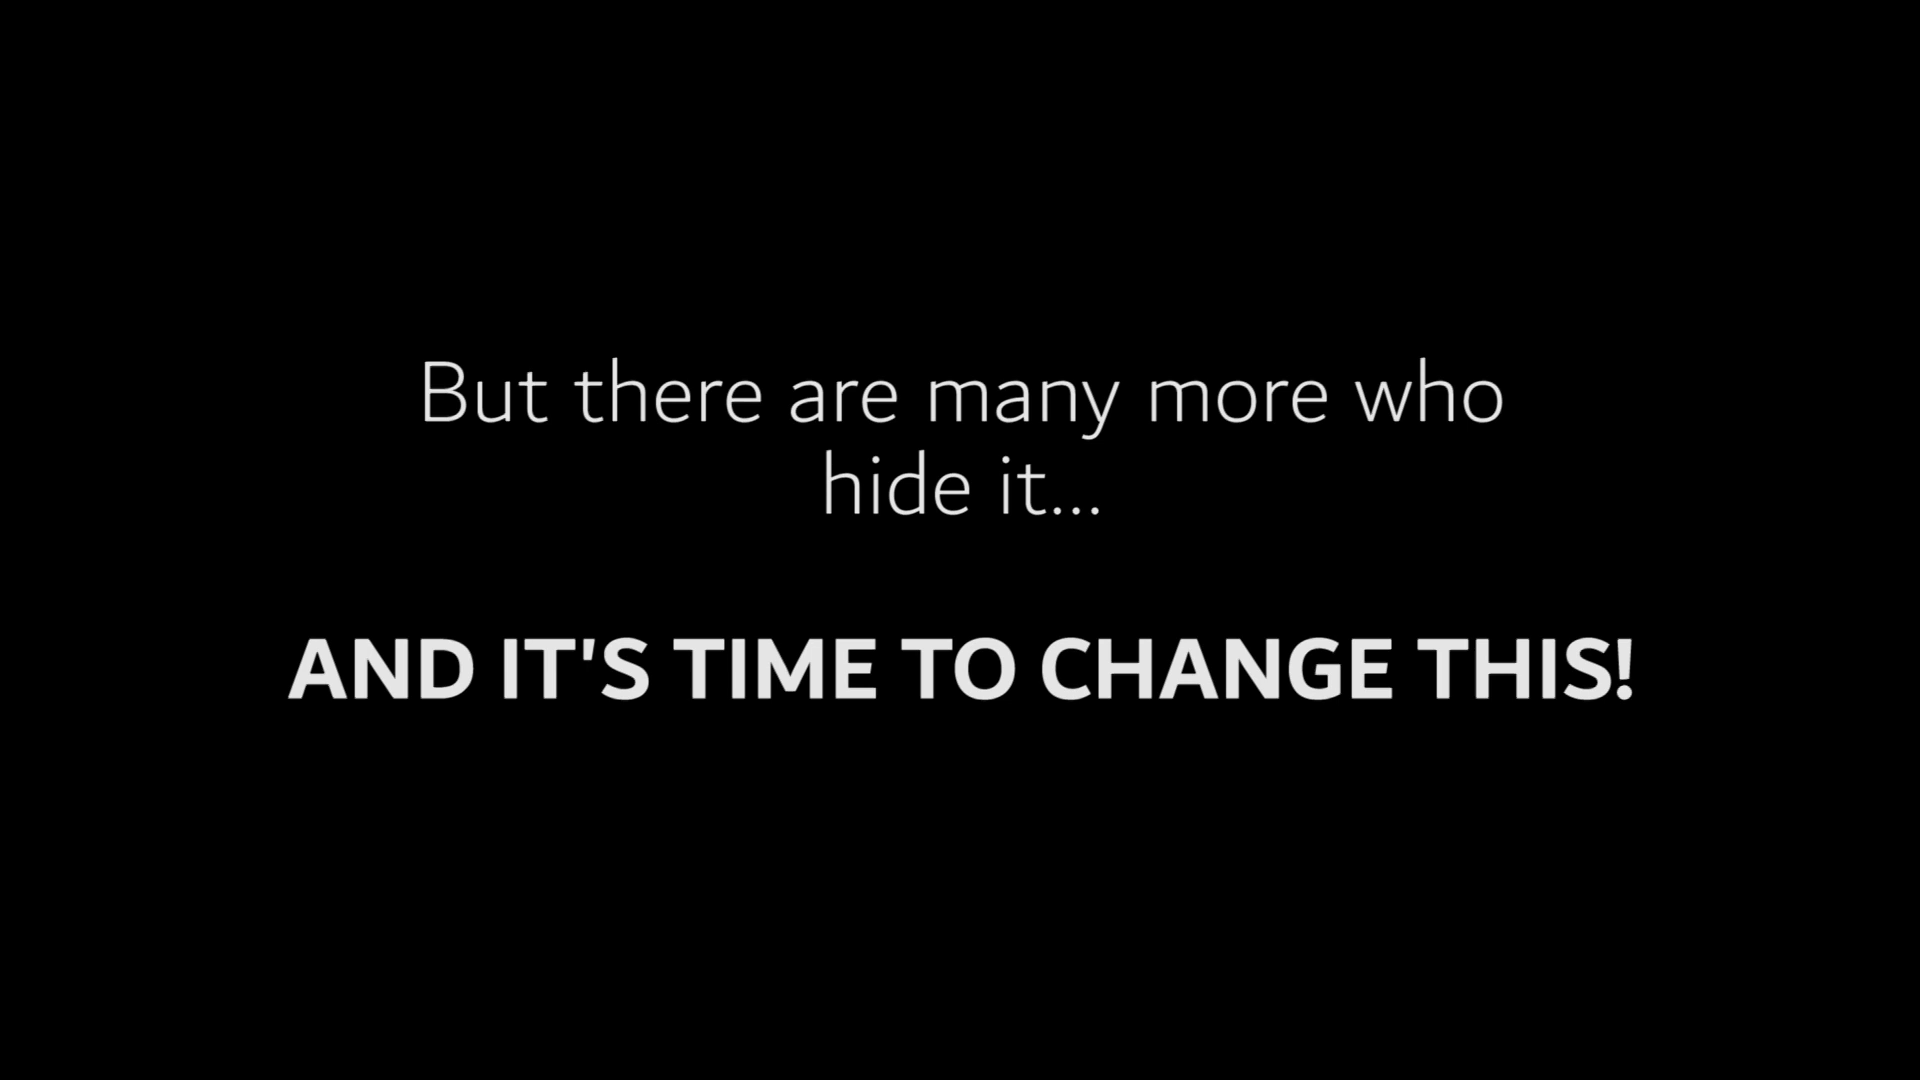 But there are many more who
hide it...
AND IT'S TIME TO CHANGE THIS!